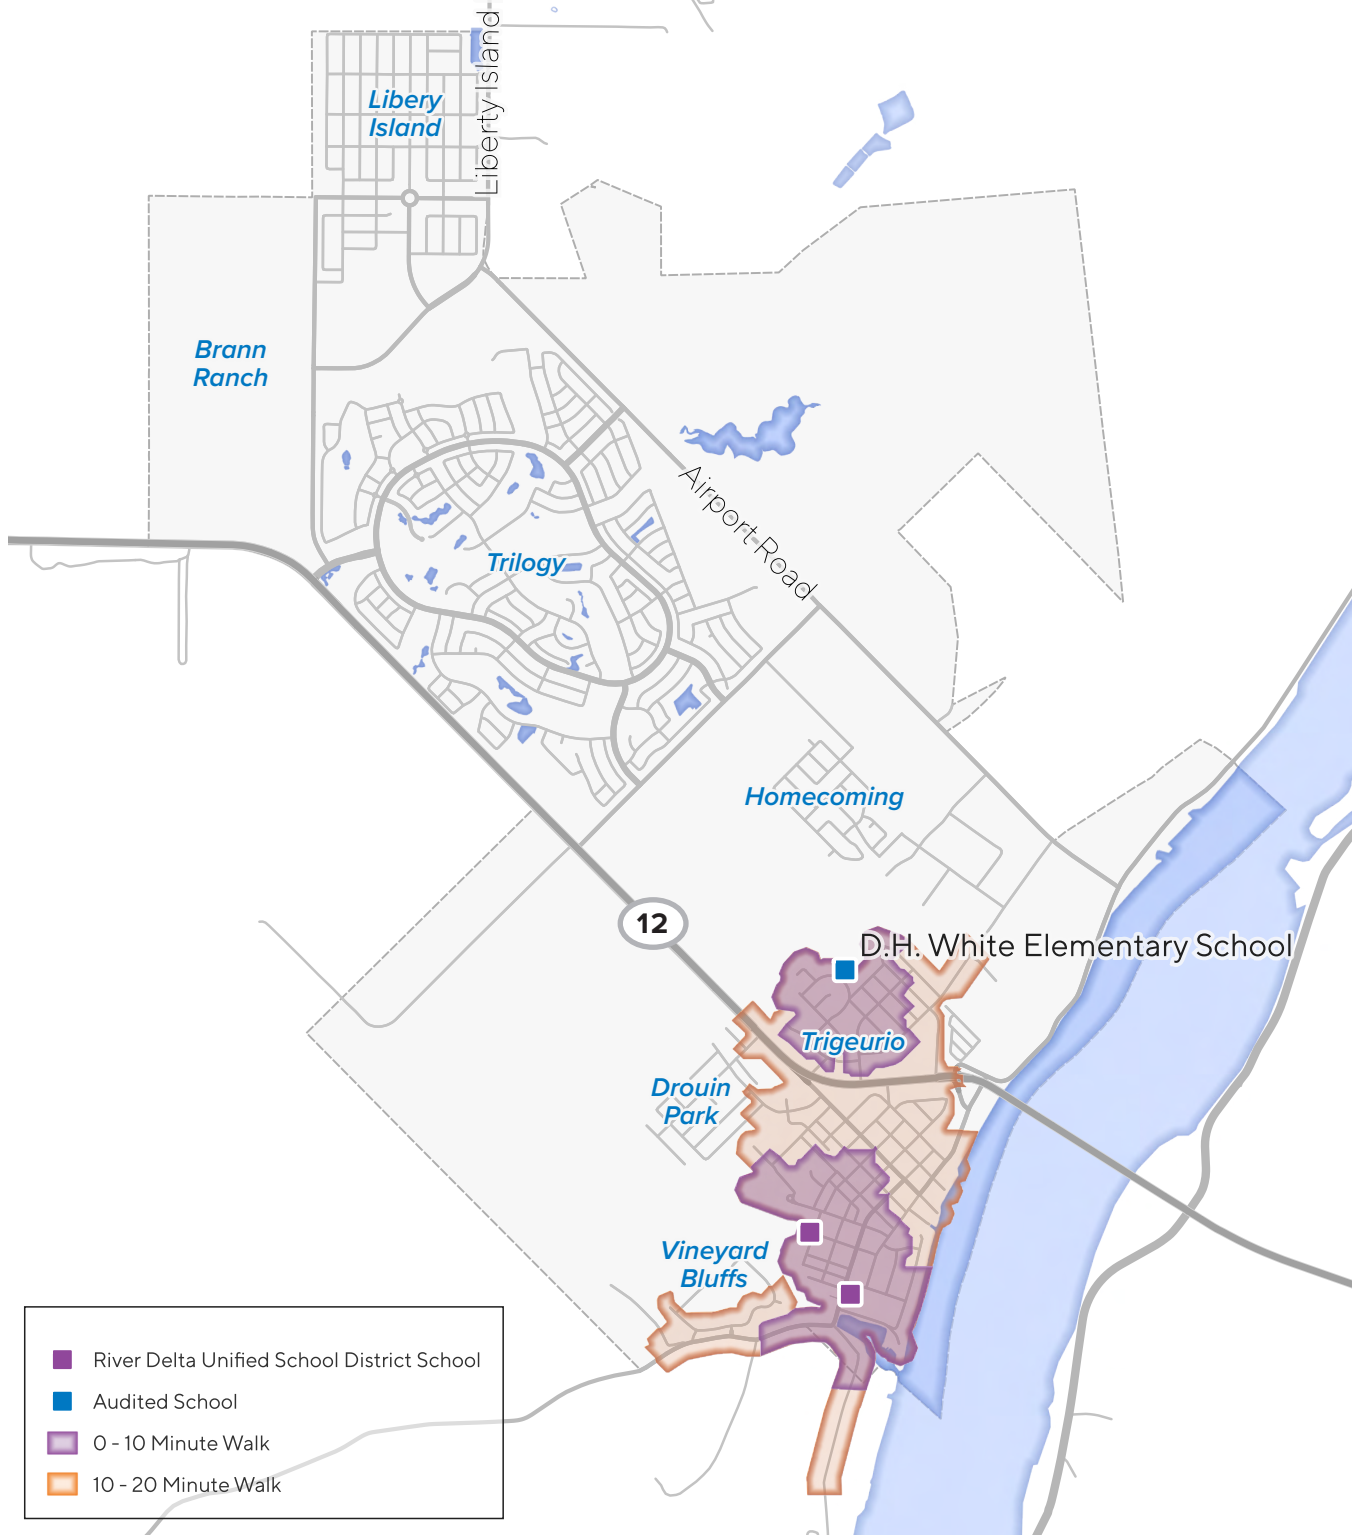 Liberty Island
Libery
Island
Brann
Ranch
Airport Road
Trilogy
Homecoming
12
D.H. White Elementary School
Trigeurio
Drouin
Park
Vineyard
Bluffs
River Delta Unified School District School
Audited School
0 - 10 Minute Walk
10 - 20 Minute Walk